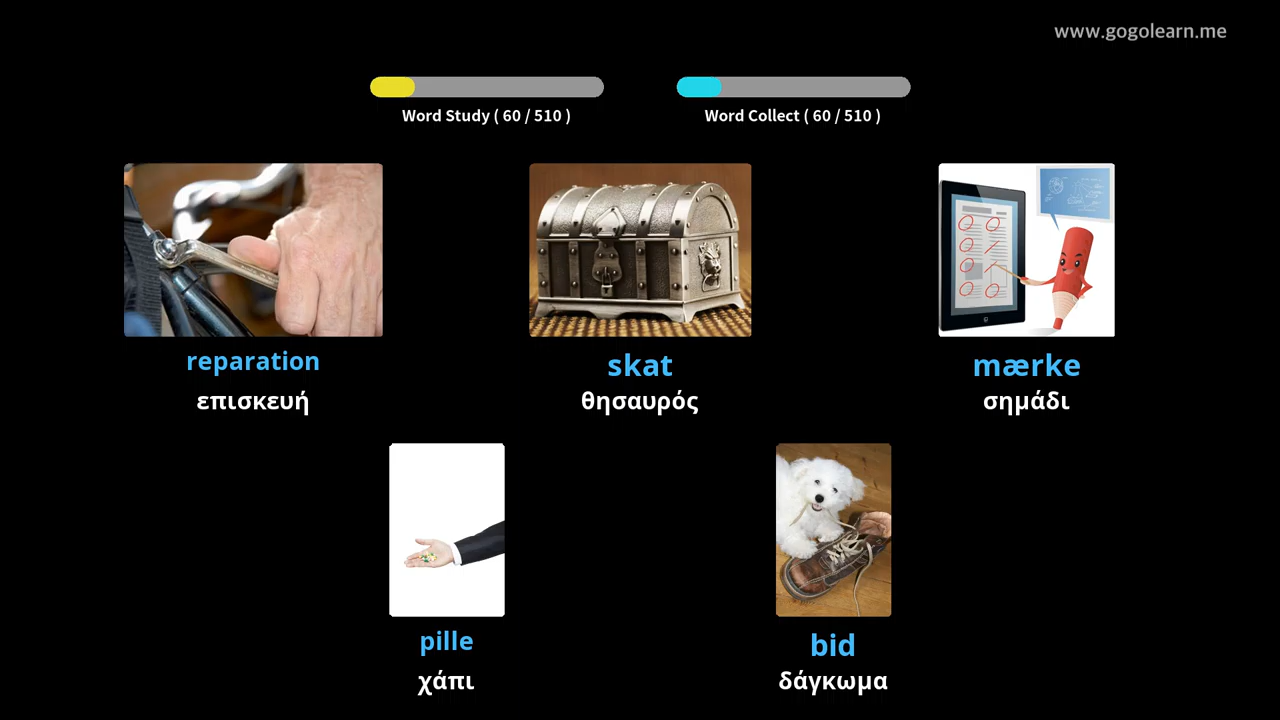 www.gogolearn.me
Word Study ( 60 / 510 )
Word Collect ( 60 / 510 )
reparation
επισκευή
skat
θησαυρός
mærke
σημάδι
pille
χάπι
bid
δάγκωμα